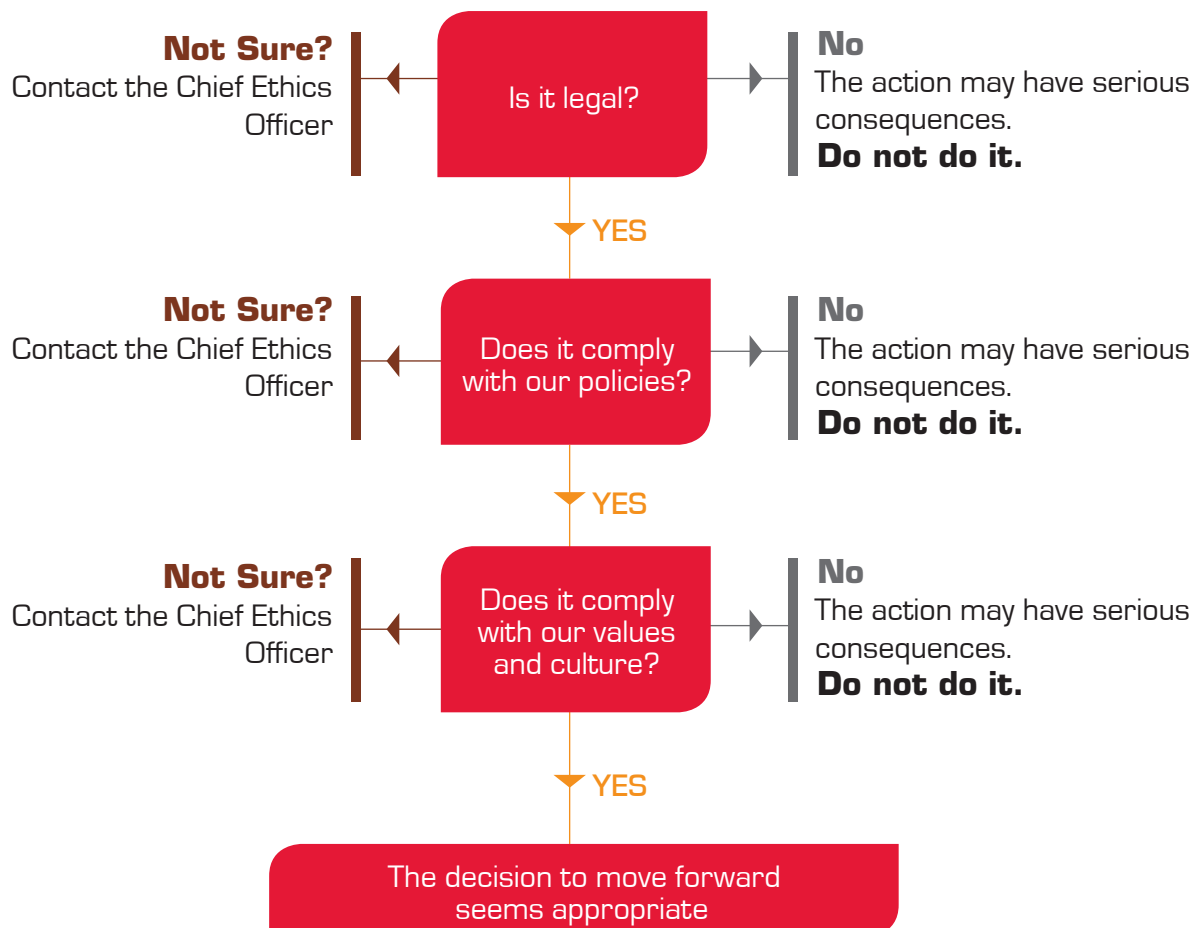 Not Sure?
Contact the Chief Ethics
Officer
Is it legal?
No
The action may have serious
consequences.
Do not do it.
YES
Not Sure?
Contact the Chief Ethics
Officer
Does it comply
with our policies?
No
The action may have serious
consequences.
Do not do it.
YES
Not Sure?
Contact the Chief Ethics
Officer
Does it comply
with our values
and culture?
No
The action may have serious
consequences.
Do not do it.
YES
The decision to move forward
seems appropriate